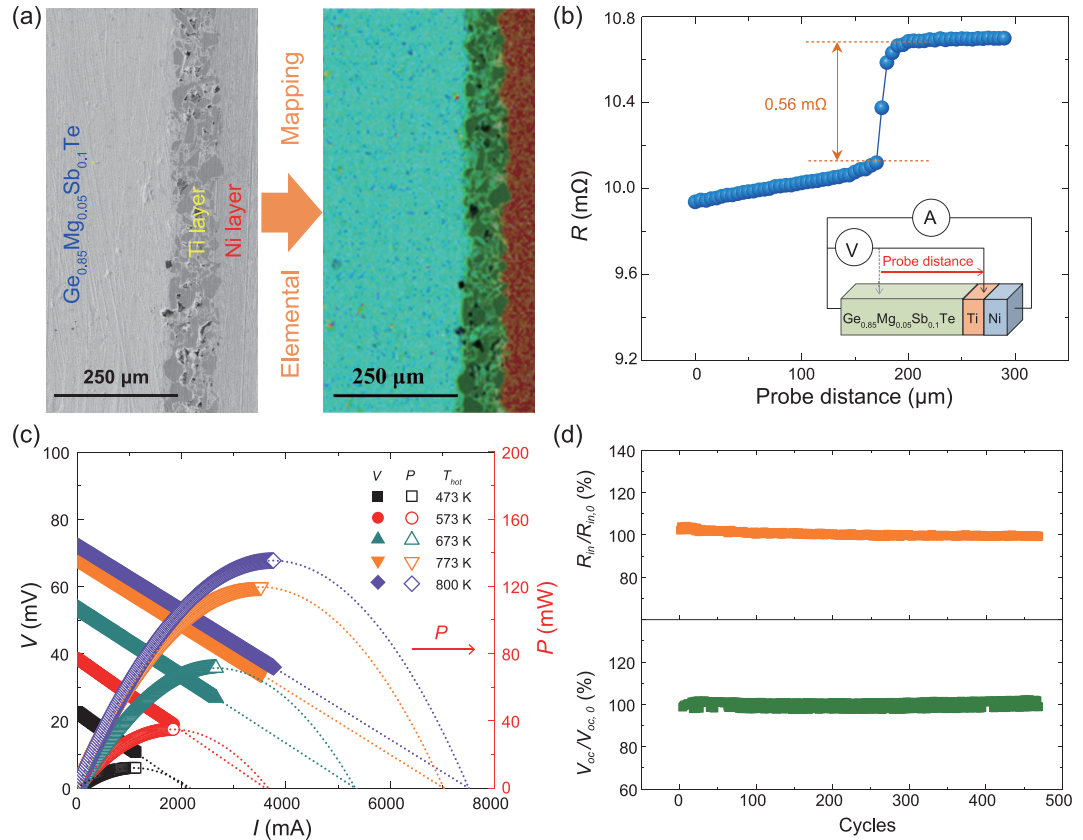 (a)
Ge0.85Mg0.05Sb0.1Te
Ti layer
Ni layer
250 μm
Elemental
Mapping
250 μm
(b)
10.8
10.4
10.0
9.6
9.2
R (mΩ)
0.56 mΩ
A
V
Probe distance
Ge0.85Mg0.05Sb0.1Te
Ti
Ni
0
100
200
300
Probe distance (μm)
(c)
100
80
60
40
20
0
V (mV)
V P Thot
473 K
573 K
673 K
773 K
800 K
P
200
160
120
80
40
0
P (mW)
0
2000
4000
6000
8000
I (mA)
(d)
140
120
100
80
Rin/Rin,0 (%)
120
100
80
60
Voc/Voc, 0 (%)
0
100
200
300
400
500
Cycles